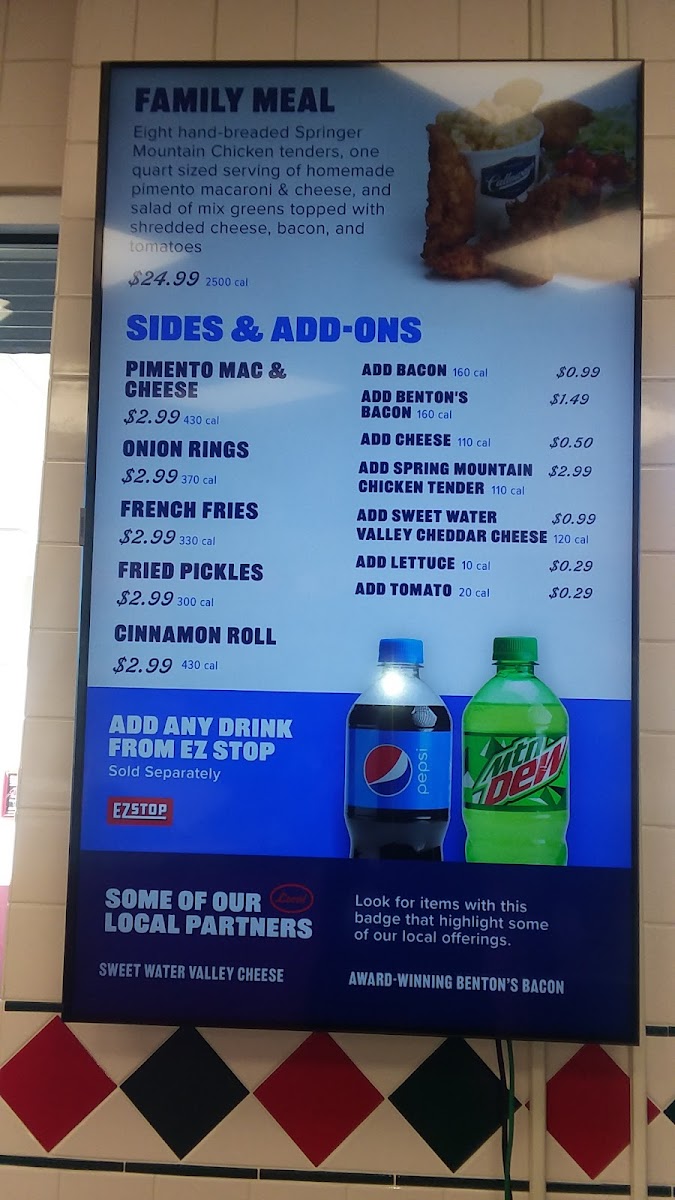 FAMILY MEAL
Eight hand-breaded Springer
Mountain Chicken tenders, one
quart sized serving of homemade
pimento macaroni & cheese, and
salad of mix greens topped with
shredded cheese, bacon, and
tomatoes
$24.99 2500 cal
SIDES & ADD-ONS
PIMENTO MAC &
CHEESE
$2.99 430 cal
ONION RINGS
$2.99 370 cal
FRENCH FRIES
$2.99 330 cal
FRIED PICKLES
$2.99 300 cal
CINNAMON ROLL
$2.99 430 cal
ADD BACON 160 cal $0.99
ADD BENTON'S $1.49
BACON 160 cal
ADD CHEESE 110 cal $0.50
ADD SPRING MOUNTAIN $2.99
CHICKEN TENDER 110 cal
ADD SWEET WATER $0.99
VALLEY CHEDDAR CHEESE 120 cal
ADD LETTUCE 10 cal $0.29
ADD TOMATO 20 cal $0.29
ADD ANY DRINK
FROM EZ STOP
Sold Separately
EZSTOP
pepsi
Mtn
DEW
SOME OF OUR Local
LOCAL PARTNERS
Look for items with this
badge that highlight some
of our local offerings.
SWEET WATER VALLEY CHEESE
AWARD-WINNING BENTON'S BACON